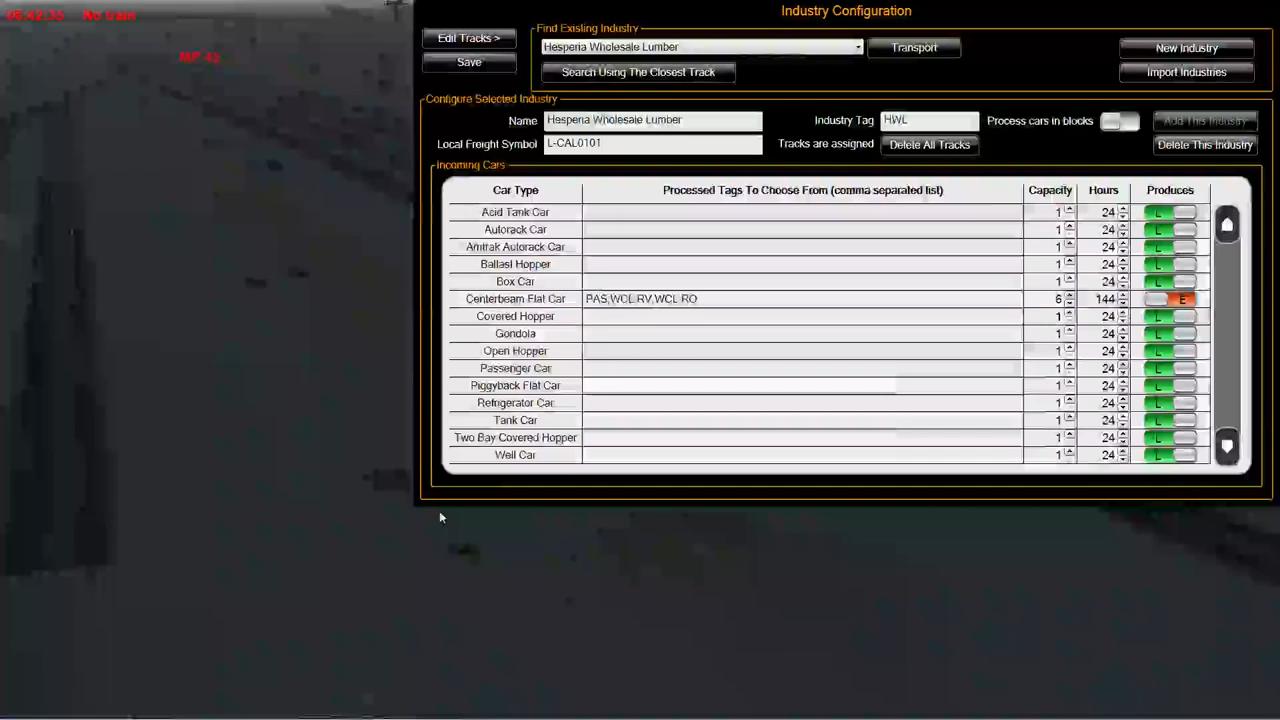 06:42:35 No train
MP 45
Industry Configuration
Edit Tracks >
Save
Find Existing Industry
Hesperia Wholesale Lumber
Transport
New Industry
Search Using The Closest Track
Import Industries
Configure Selected Industry
Name Hesperia Wholesale Lumber Industry Tag HWL Process cars in blocks Add This Industry
Local Freight Symbol L-CAL0101 Tracks are assigned Delete All Tracks Delete This Industry
Incoming Cars
Car Type Processed Tags To Choose From (comma separated list) Capacity Hours Produces
Acid Tank Car 1 24 L
Autorack Car 1 24 L
Amtrak Autorack Car 1 24 L
Ballast Hopper 1 24 L
Box Car 1 24 L
Centerbeam Flat Car PAS,WCL RV,WCL RO 6 144 E
Covered Hopper 1 24 L
Gondola 1 24 L
Open Hopper 1 24 L
Passenger Car 1 24 L
Piggyback Flat Car 1 24 L
Refrigerator Car 1 24 L
Tank Car 1 24 L
Two Bay Covered Hopper 1 24 L
Well Car 1 24 L